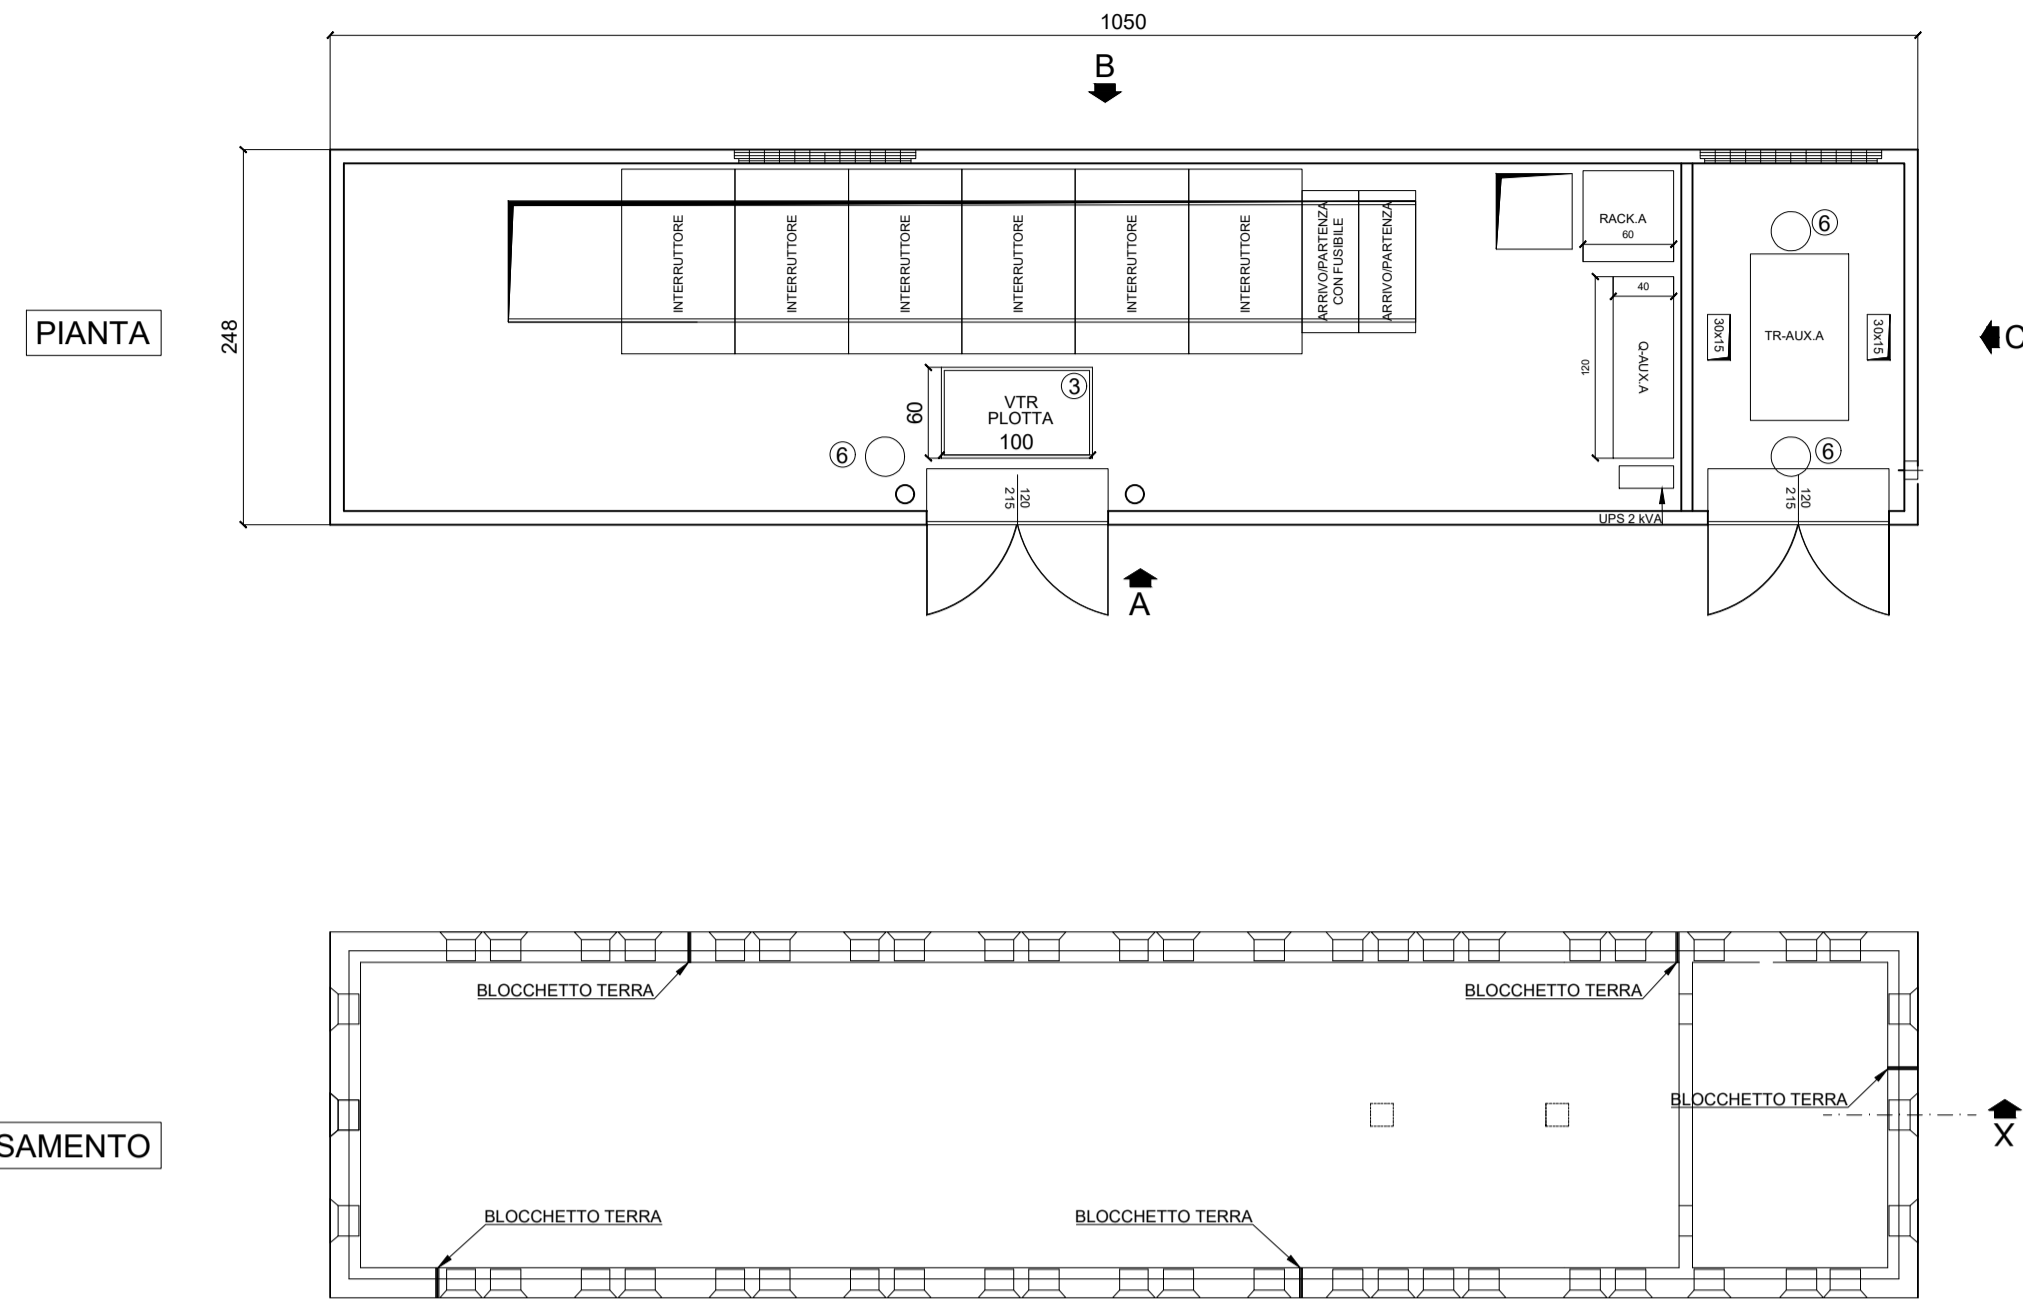 1050
B
INTERRUTTORE
INTERRUTTORE
INTERRUTTORE
INTERRUTTORE
INTERRUTTORE
INTERRUTTORE
ARRIVO/PARTENZA
CON FUSIBILE
ARRIVO/PARTENZA
RACK.A
60
6
PIANTA
248
40
120
Q-AUX.A
30x15
TR-AUX.A
30x15
C
60
VTR
PLOTTA
100
3
6
6
120
215
UPS 2 kVA
120
215
A
BLOCCHETTO TERRA
BLOCCHETTO TERRA
BLOCCHETTO TERRA
SAMENTO
X
BLOCCHETTO TERRA
BLOCCHETTO TERRA